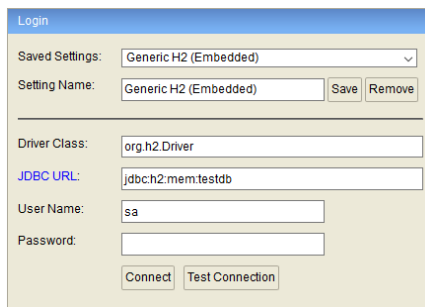 Login
Saved Settings: Generic H2 (Embedded)
Setting Name: Generic H2 (Embedded) Save Remove
Driver Class: org.h2.Driver
JDBC URL: jdbc:h2:mem:testdb
User Name: sa
Password:
Connect Test Connection